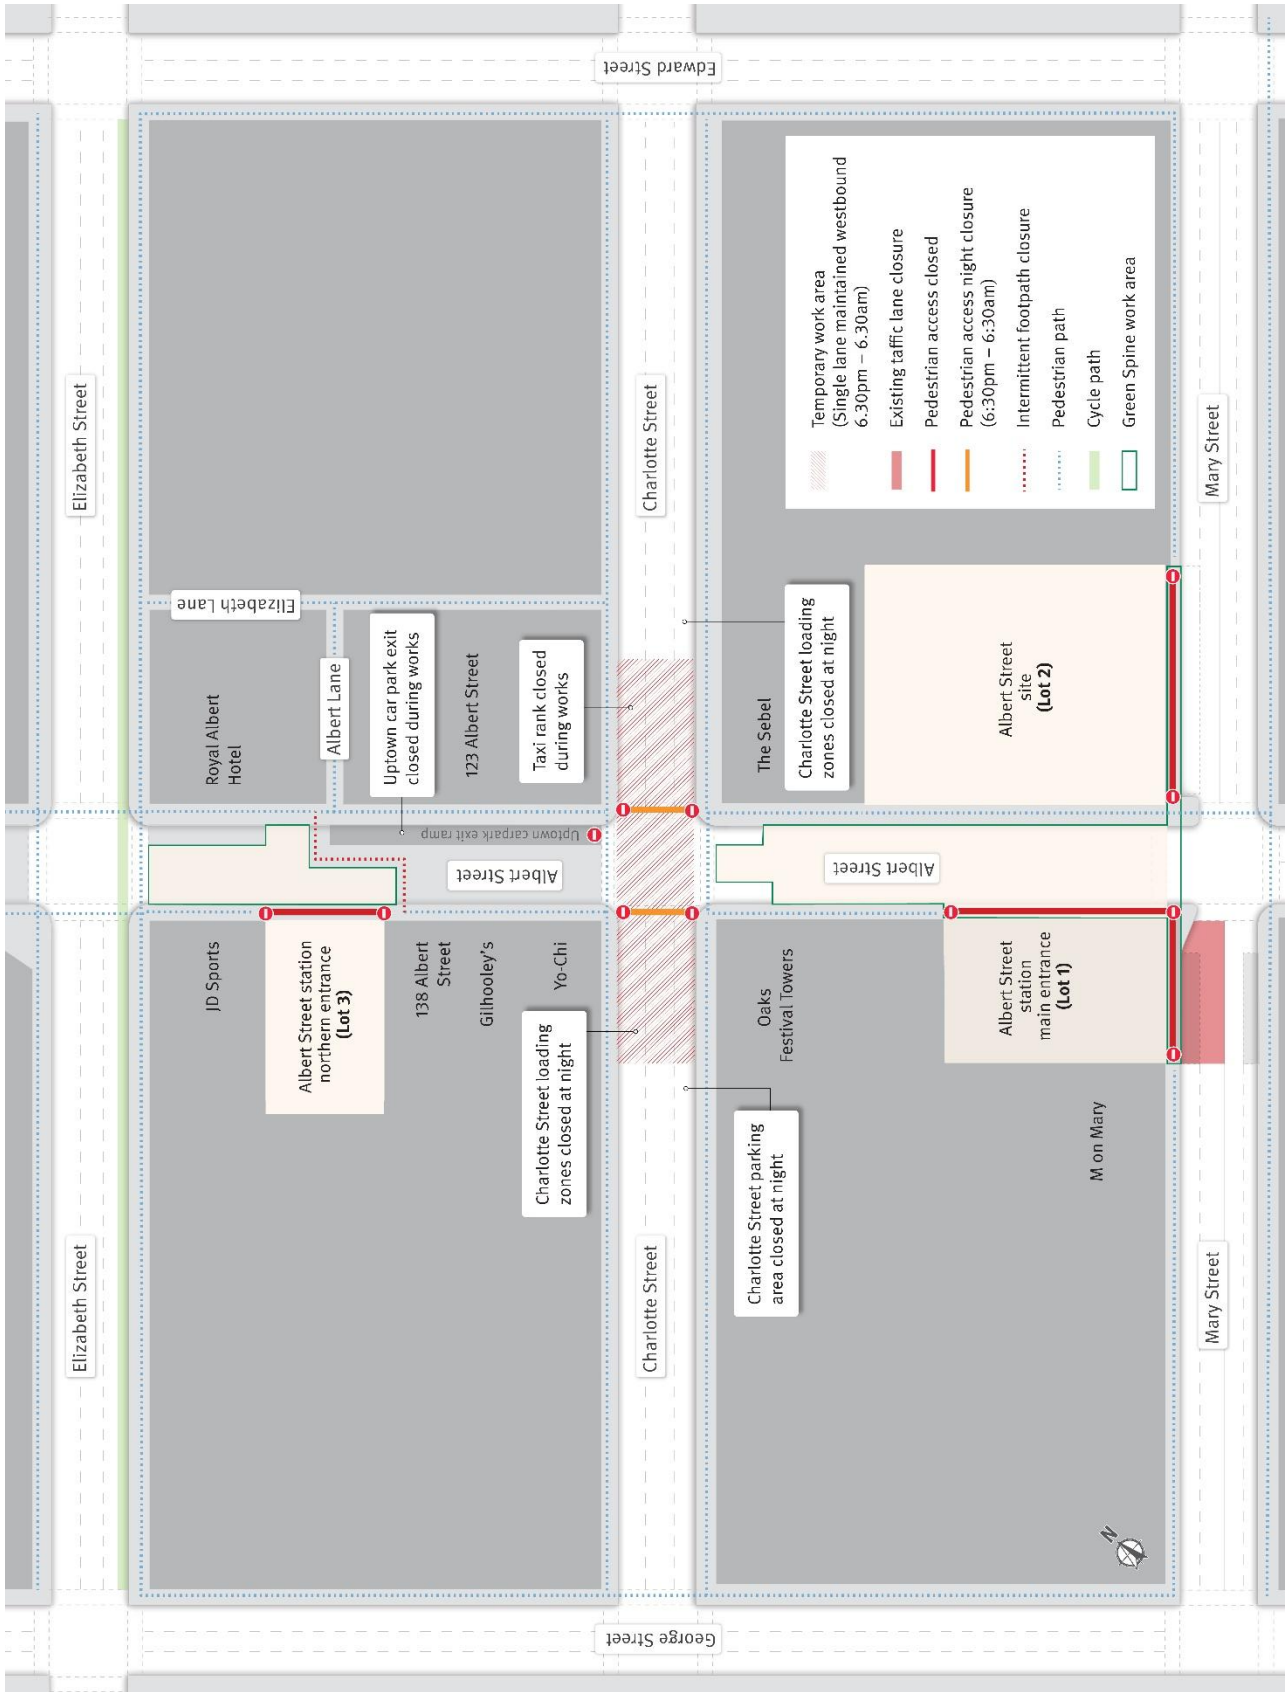 Elizabeth Street
Elizabeth Street
George Street
Edward Street
JD Sports
Albert Street station
northern entrance
(Lot 3)
138 Albert
Street
Gilhooley's
Yo-Chi
Charlotte Street loading
zones closed at night
Royal Albert
Hotel
Elizabeth Lane
Albert Lane
Uptown car park exit
closed during works
Uptown carpark exit ramp
Albert Street
123 Albert Street
Taxi rank closed
during works
Charlotte Street
Charlotte Street
Charlotte Street parking
area closed at night
Oaks
Festival Towers
Albert Street
station
main entrance
(Lot 1)
M on Mary
Albert Street
The Sebel
Charlotte Street loading
zones closed at night
Albert Street
site
(Lot 2)
Temporary work area
(Single lane maintained westbound
6.30pm – 6.30am)
Existing taffic lane closure
Pedestrian access closed
Pedestrian access night closure
(6:30pm – 6:30am)
Intermittent footpath closure
Pedestrian path
Cycle path
Green Spine work area
N
Mary Street
Mary Street